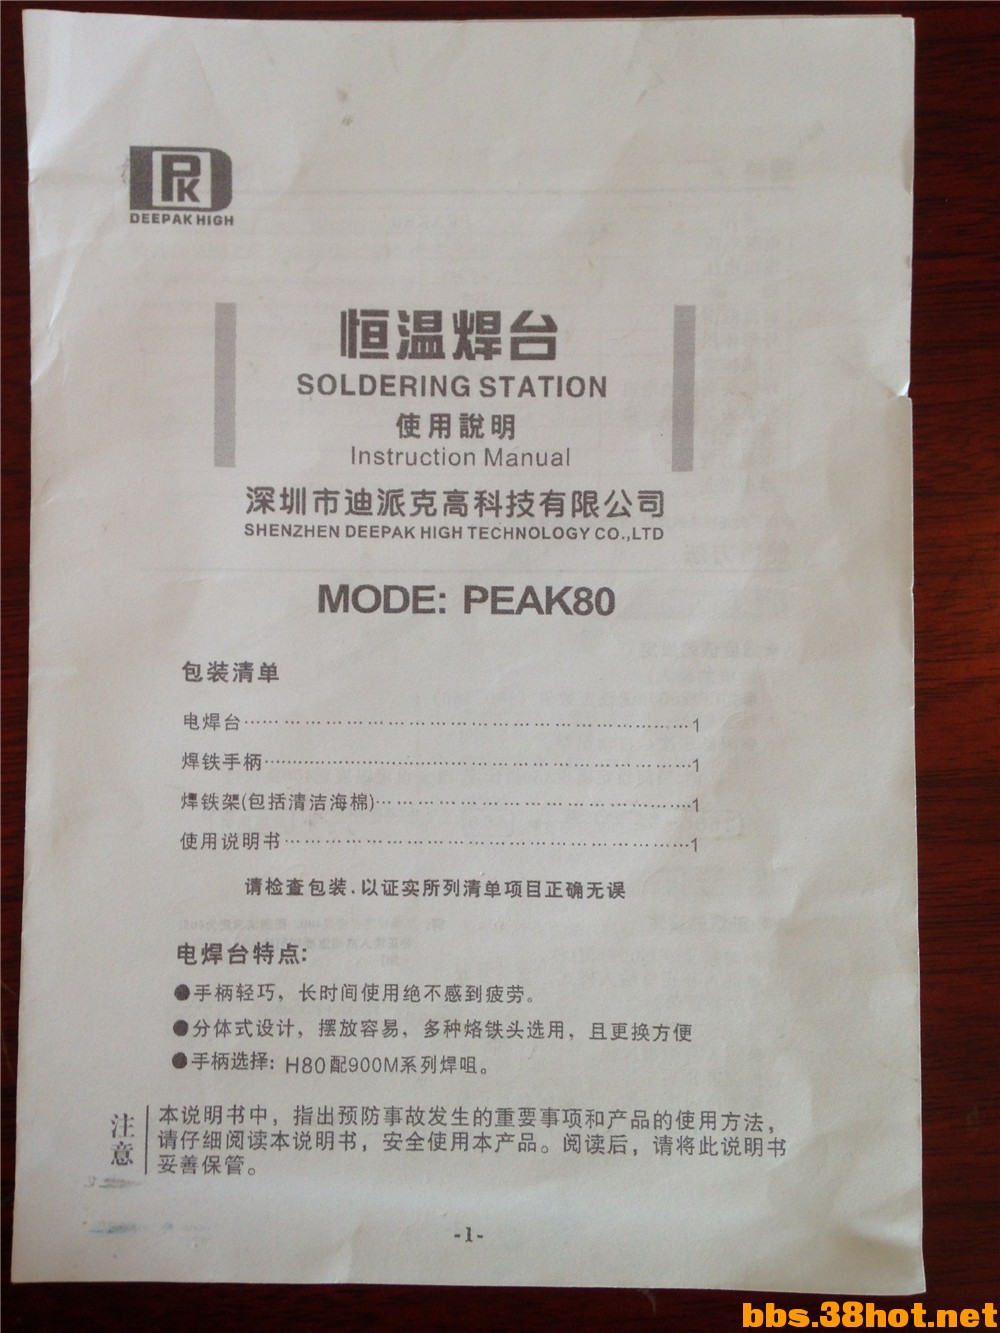 PK
DEEPAK HIGH
恒温焊台
SOLDERING STATION
使用說明
Instruction Manual
深圳市迪派克高科技有限公司
SHENZHEN DEEPAK HIGH TECHNOLOGY CO.,LTD
MODE: PEAK80
包装清单
电焊台………………………………………………………1
焊铁手柄……………………………………………………1
焊铁架(包括清洁海棉)………………………………………1
使用说明书…………………………………………………1
请检查包装.以证实所列清单项目正确无误
电焊台特点:
●手柄轻巧，长时间使用绝不感到疲劳。
●分体式设计，摆放容易，多种烙铁头选用，且更换方便
●手柄选择: H80配900M系列焊咀。
注意
本说明书中，指出预防事故发生的重要事项和产品的使用方法，
请仔细阅读本说明书，安全使用本产品。阅读后，请将此说明书
妥善保管。
-1-
bbs.38hot.net